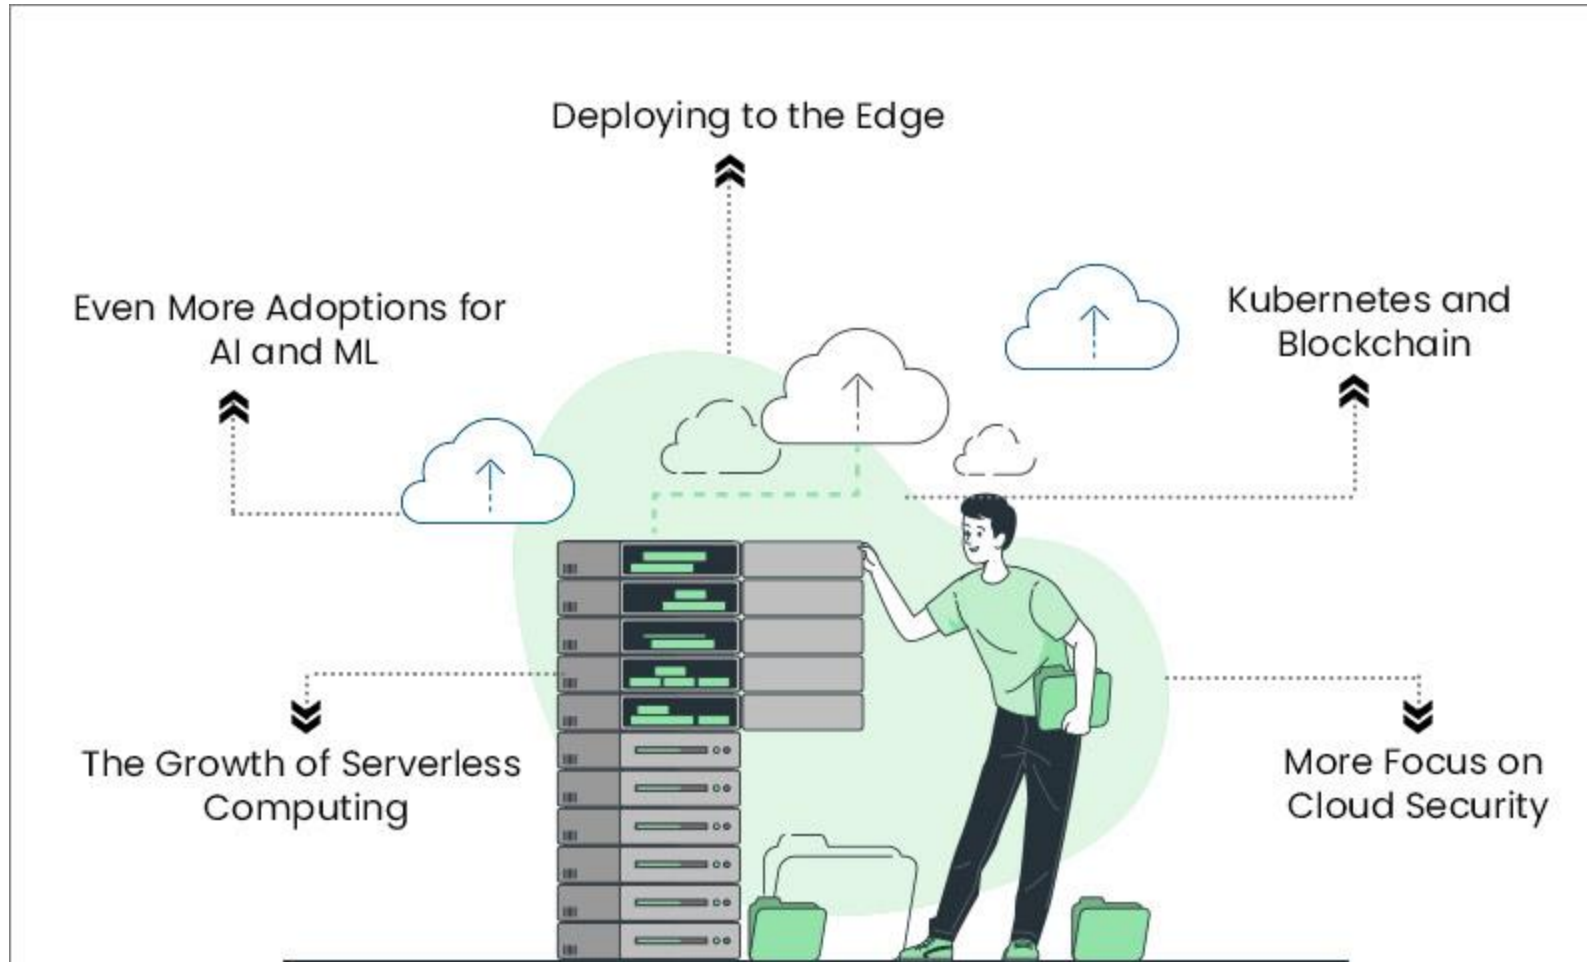 Deploying to the Edge
Even More Adoptions for
AI and ML
Kubernetes and
Blockchain
The Growth of Serverless
Computing
More Focus on
Cloud Security